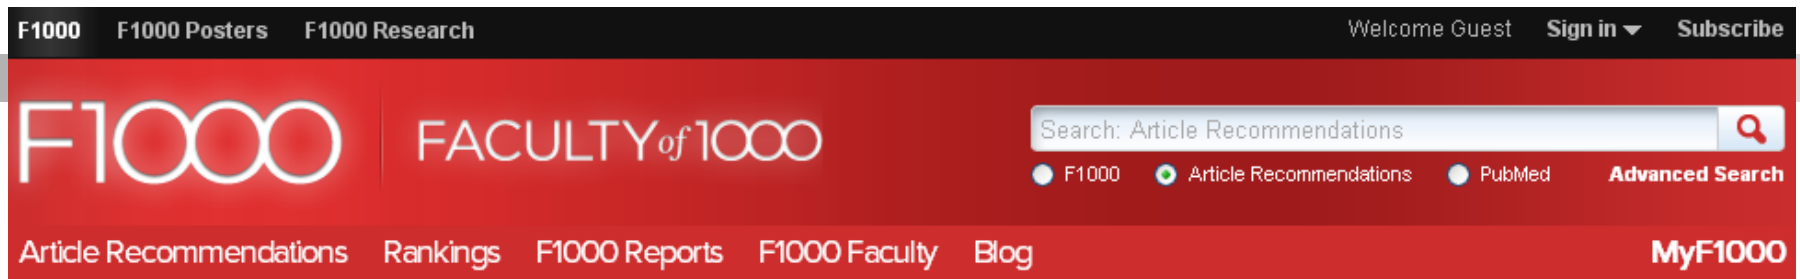 F1000 F1000 Posters F1000 Research Welcome Guest Sign in Subscribe
F1000 FACULTY of 1000
Search: Article Recommendations
F1000 Article Recommendations PubMed Advanced Search
Article Recommendations Rankings F1000 Reports F1000 Faculty Blog MyF1000